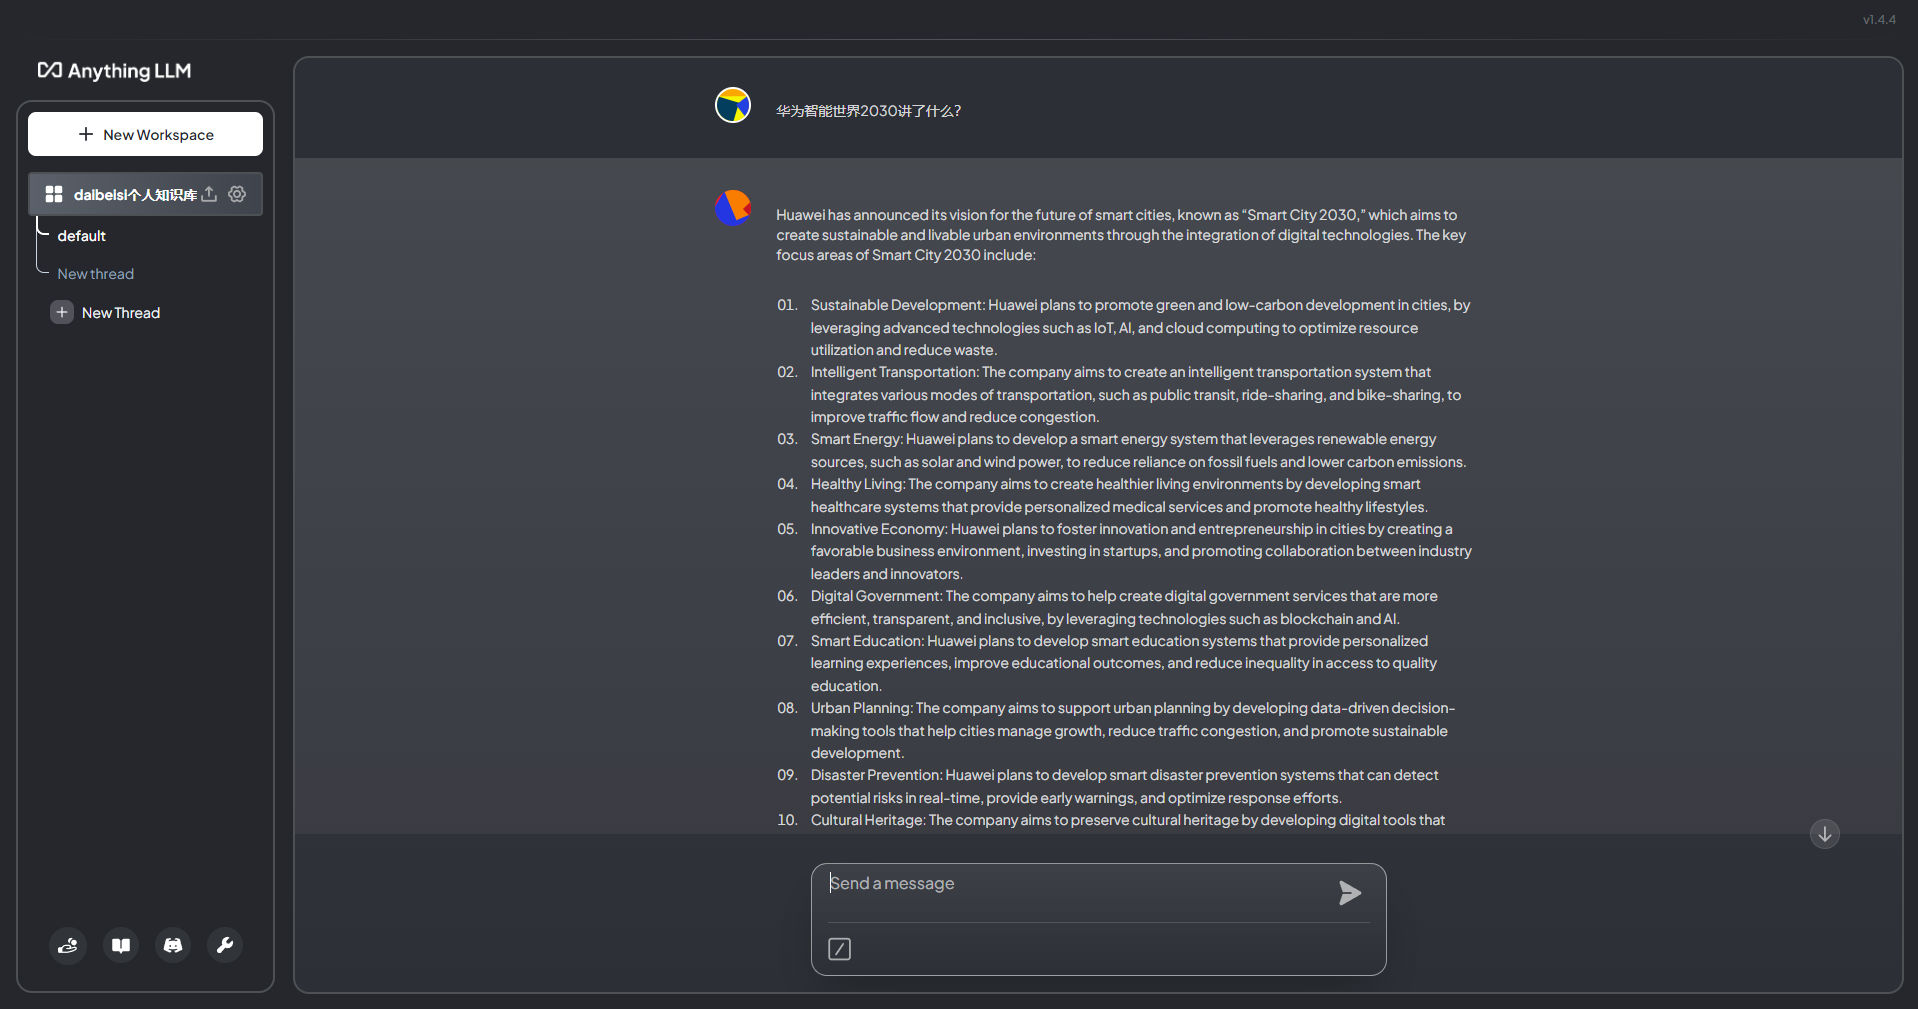 v1.4.4
Anything LLM
New Workspace
daibeisi个人知识库
default
New thread
New Thread
华为智能世界2030讲了什么?
Huawei has announced its vision for the future of smart cities, known as “Smart City 2030,” which aims to
create sustainable and livable urban environments through the integration of digital technologies. The key
focus areas of Smart City 2030 include:
01. Sustainable Development: Huawei plans to promote green and low-carbon development in cities, by
leveraging advanced technologies such as IoT, AI, and cloud computing to optimize resource
utilization and reduce waste.
02. Intelligent Transportation: The company aims to create an intelligent transportation system that
integrates various modes of transportation, such as public transit, ride-sharing, and bike-sharing, to
improve traffic flow and reduce congestion.
03. Smart Energy: Huawei plans to develop a smart energy system that leverages renewable energy
sources, such as solar and wind power, to reduce reliance on fossil fuels and lower carbon emissions.
04. Healthy Living: The company aims to create healthier living environments by developing smart
healthcare systems that provide personalized medical services and promote healthy lifestyles.
05. Innovative Economy: Huawei plans to foster innovation and entrepreneurship in cities by creating a
favorable business environment, investing in startups, and promoting collaboration between industry
leaders and innovators.
06. Digital Government: The company aims to help create digital government services that are more
efficient, transparent, and inclusive, by leveraging technologies such as blockchain and AI.
07. Smart Education: Huawei plans to develop smart education systems that provide personalized
learning experiences, improve educational outcomes, and reduce inequality in access to quality
education.
08. Urban Planning: The company aims to support urban planning by developing data-driven decision-
making tools that help cities manage growth, reduce traffic congestion, and promote sustainable
development.
09. Disaster Prevention: Huawei plans to develop smart disaster prevention systems that can detect
potential risks in real-time, provide early warnings, and optimize response efforts.
10. Cultural Heritage: The company aims to preserve cultural heritage by developing digital tools that
Send a message